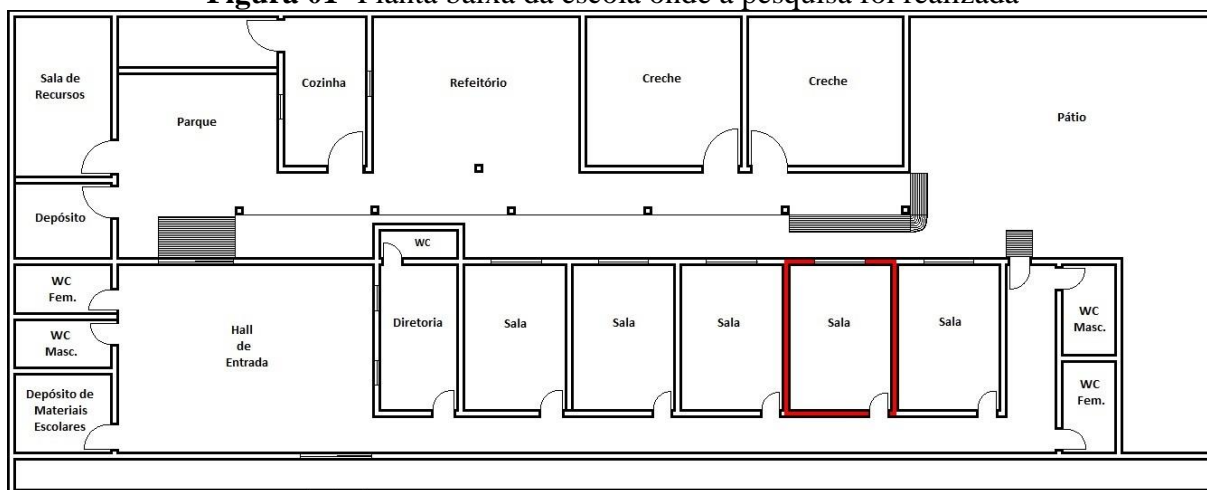 Figura 01- Planta baixa da escola onde a pesquisa foi realizada
Sala de
Recursos
Parque
Cozinha
Refeitório
Creche
Creche
Pátio
Depósito
WC
WC
Fem.
WC
Masc.
Hall
de
Entrada
Diretoria
Sala
Sala
Sala
Sala
Sala
WC
Masc.
WC
Fem.
Depósito de
Materiais
Escolares